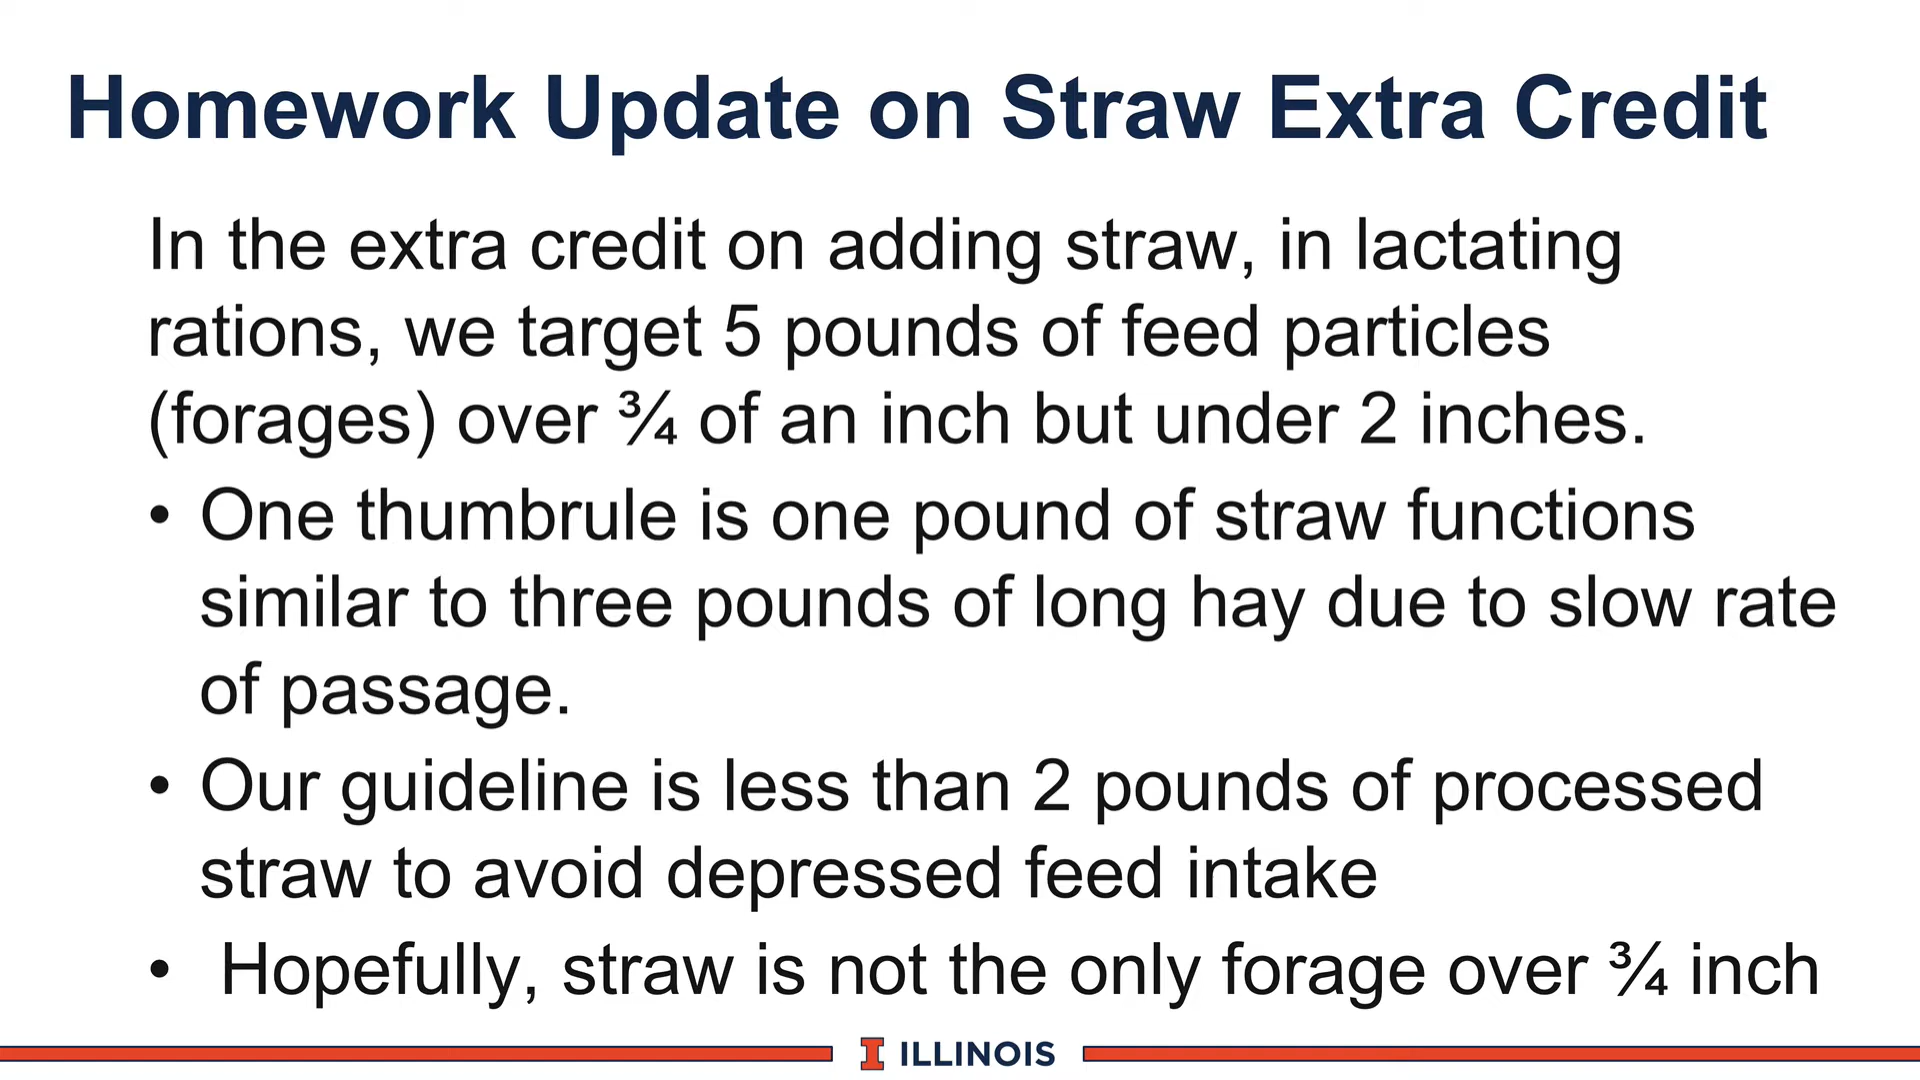 Homework Update on Straw Extra Credit
In the extra credit on adding straw, in lactating
rations, we target 5 pounds of feed particles
(forages) over ¾ of an inch but under 2 inches.
• One thumbrule is one pound of straw functions
similar to three pounds of long hay due to slow rate
of passage.
• Our guideline is less than 2 pounds of processed
straw to avoid depressed feed intake
• Hopefully, straw is not the only forage over ¾ inch
I ILLINOIS